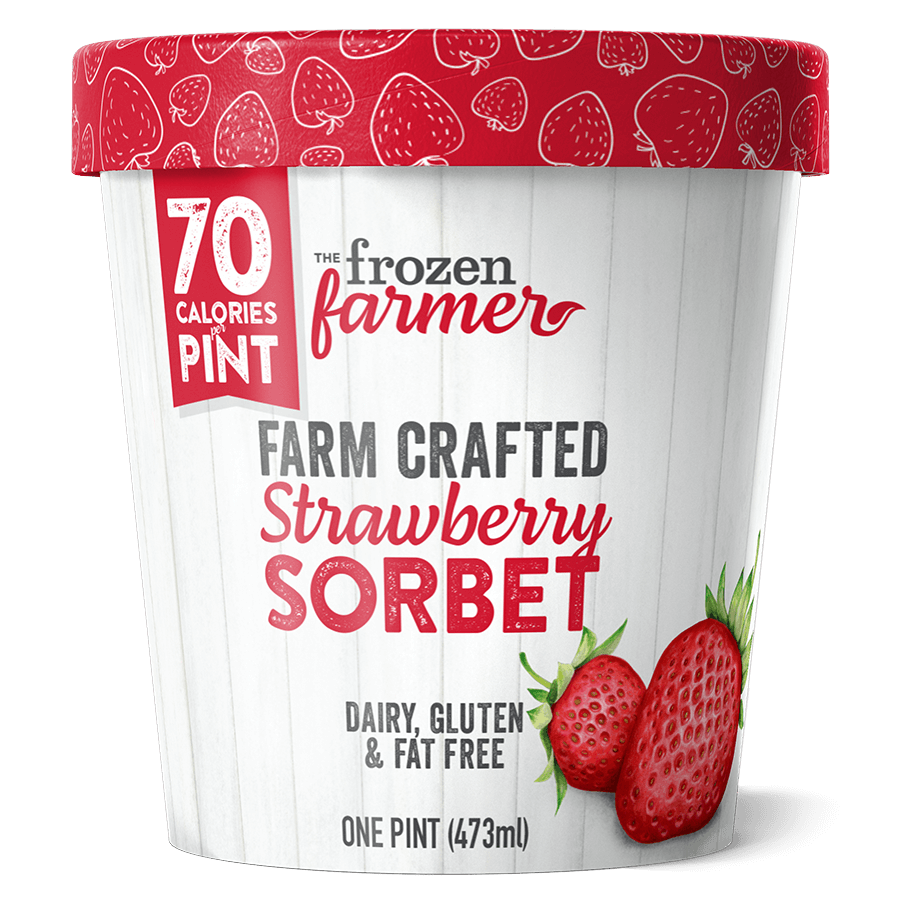 70
CALORIES
per
PINT
THE frozen
farmer
FARM CRAFTED
Strawberry
SORBET
DAIRY, GLUTEN
& FAT FREE
ONE PINT (473ml)